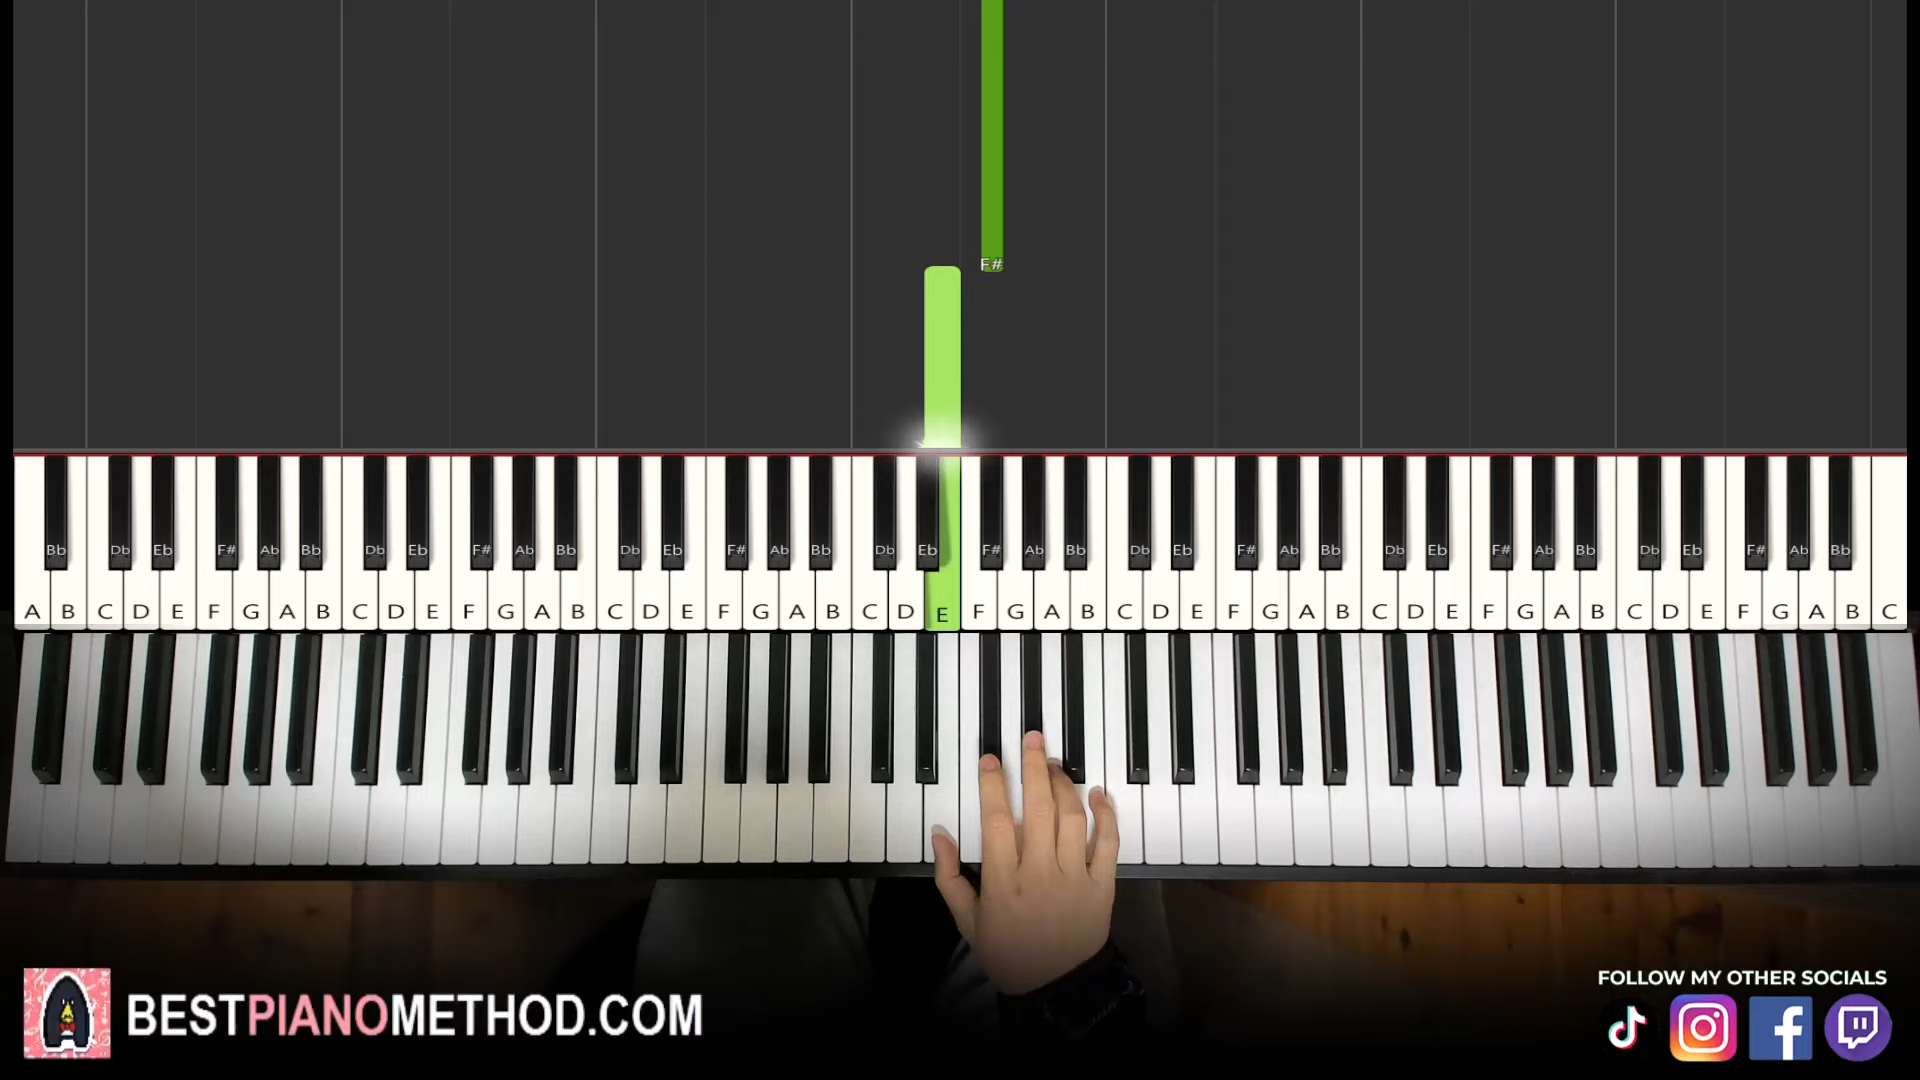 F#
Bb Db Eb F# Ab Bb Db Eb F# Ab Bb Db Eb F# Ab Bb Db Eb F# Ab Bb Db Eb F# Ab Bb Db Eb F# Ab Bb Db Eb F# Ab Bb
A B C D E F G A B C D E F G A B C D E F G A B C D E F G A B C D E F G A B C D E F G A B C D E F G A B C
BESTPIANOMETHOD.COM
FOLLOW MY OTHER SOCIALS